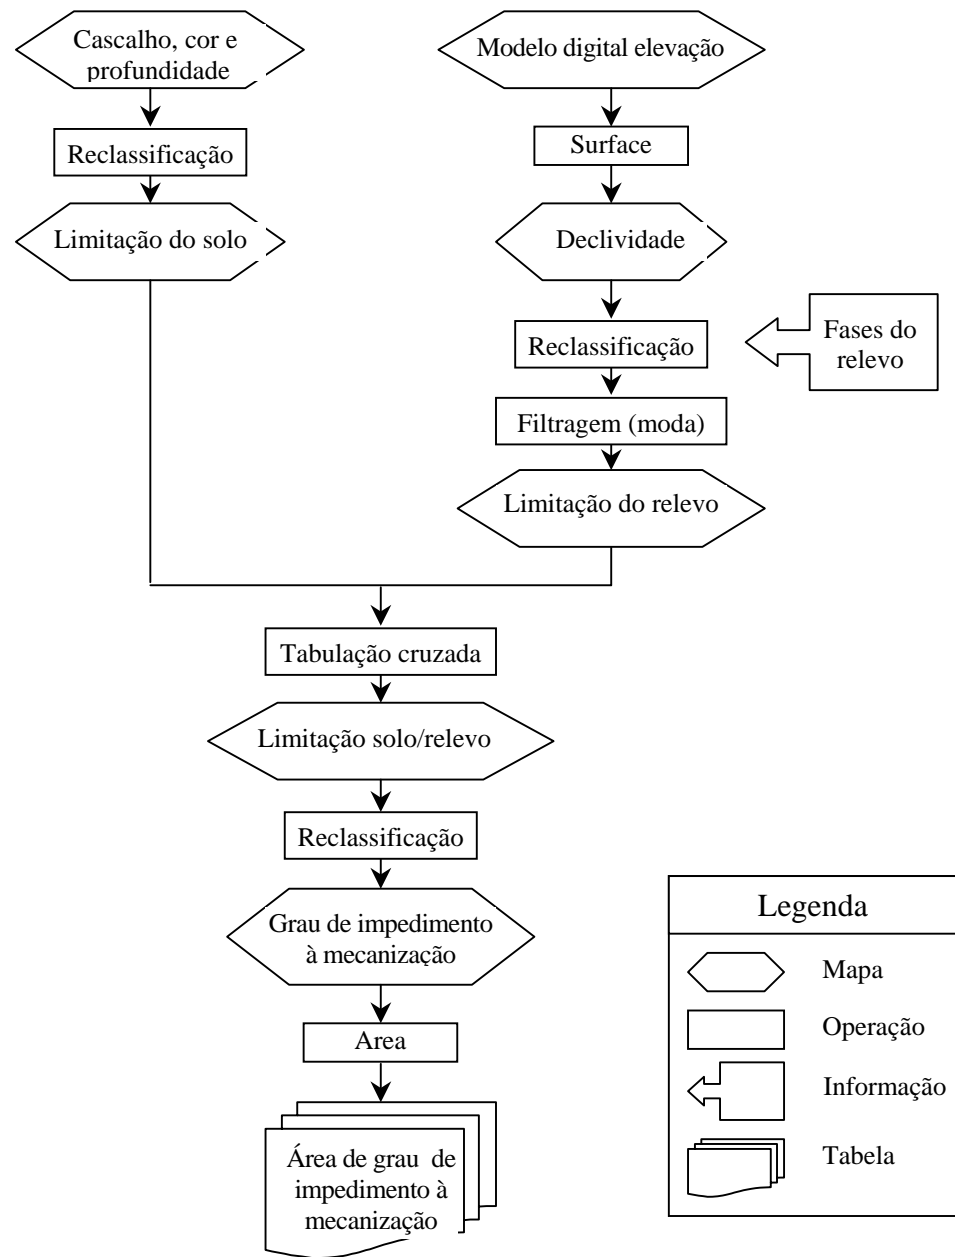 Cascalho, cor e
profundidade
Modelo digital elevação
Reclassificação
Surface
Limitação do solo
Declividade
Reclassificação
Fases do
relevo
Filtragem (moda)
Limitação do relevo
Tabulação cruzada
Limitação solo/relevo
Reclassificação
Grau de impedimento
à mecanização
Area
Área de grau de
impedimento à
mecanização
Legenda
Mapa
Operação
Informação
Tabela